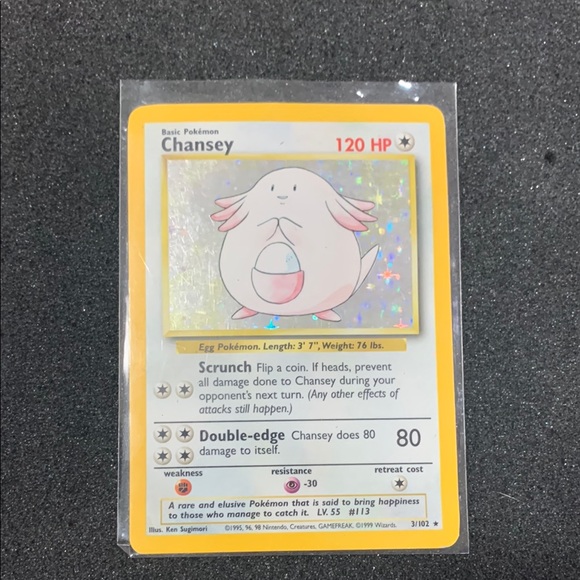 Basic Pokémon
Chansey
120 HP
Egg Pokémon. Length: 3' 7", Weight: 76 lbs.
Scrunch Flip a coin. If heads, prevent
all damage done to Chansey during your
opponent's next turn. (Any other effects of
attacks still happen.)
Double-edge Chansey does 80
damage to itself.
80
weakness
resistance
retreat cost
-30
A rare and elusive Pokémon that is said to bring happiness
to those who manage to catch it. LV. 55 #113
Illus. Ken Sugimori
©1995, 96, 98 Nintendo, Creatures, GAMEFREAK. ©1999 Wizards.
3/102 ★